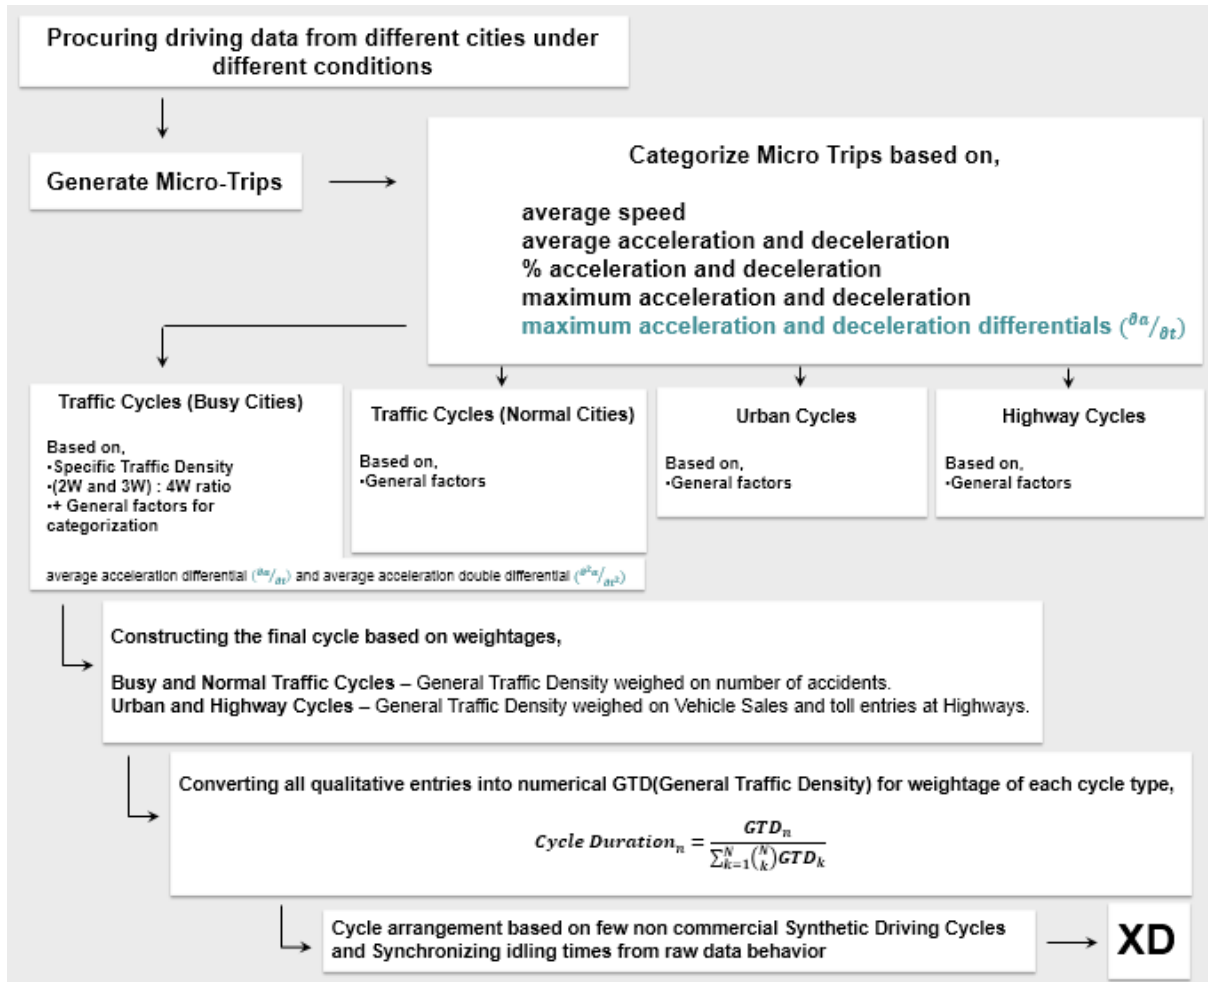 Procuring driving data from different cities under
different conditions
Generate Micro-Trips
Categorize Micro Trips based on,
average speed
average acceleration and deceleration
% acceleration and deceleration
maximum acceleration and deceleration
maximum acceleration and deceleration differentials (∂a/∂t)
Traffic Cycles (Busy Cities)
Based on,
•Specific Traffic Density
•(2W and 3W) : 4W ratio
•+ General factors for
categorization
Traffic Cycles (Normal Cities)
Based on,
•General factors
Urban Cycles
Based on,
•General factors
Highway Cycles
Based on,
•General factors
average acceleration differential (∂a/∂t) and average acceleration double differential (∂²a/∂t²)
Constructing the final cycle based on weightages,
Busy and Normal Traffic Cycles – General Traffic Density weighed on number of accidents.
Urban and Highway Cycles – General Traffic Density weighed on Vehicle Sales and toll entries at Highways.
Converting all qualitative entries into numerical GTD(General Traffic Density) for weightage of each cycle type,
Cycle Duration_n = GTD_n / ∑_{k=1}^{N} (N k) GTD_k
Cycle arrangement based on few non commercial Synthetic Driving Cycles
and Synchronizing idling times from raw data behavior
XD